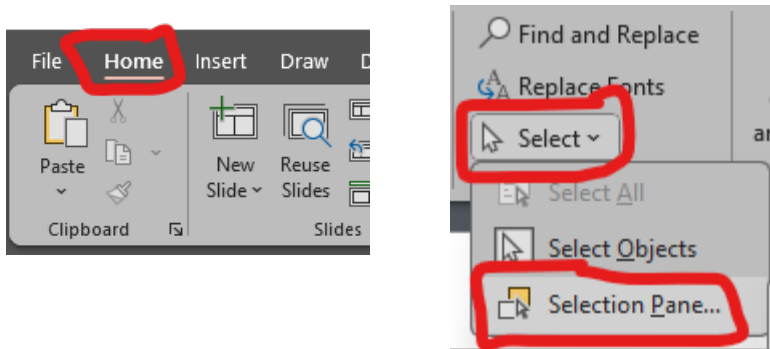 File Home Insert Draw D
Paste
New Slide
Reuse Slides
Clipboard
Slides
Find and Replace
Replace Fonts
Select
Select All
Select Objects
Selection Pane...